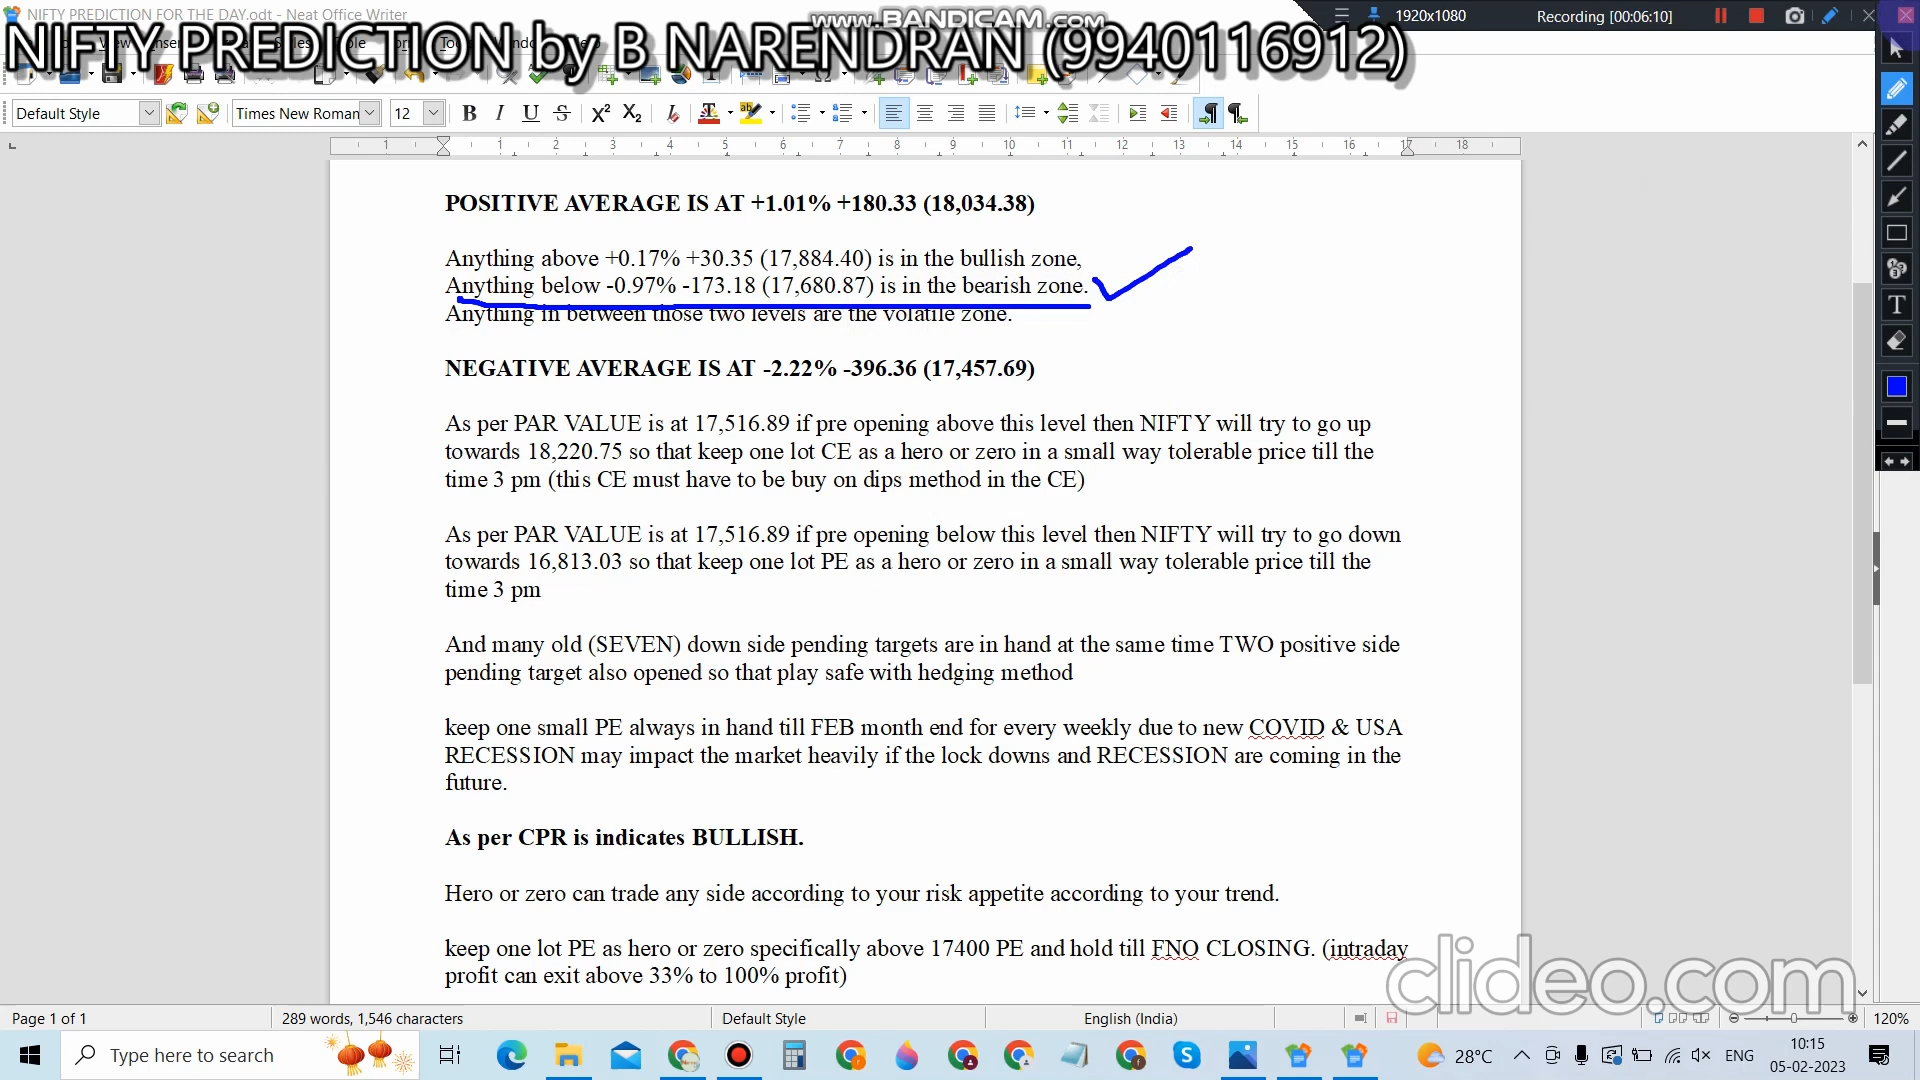 NIFTY PREDICTION FOR THE DAY.odt - Neat Office Writer
www.BANDICAM.com
1920x1080
Recording [00:06:10]
NIFTY PREDICTION by B NARENDRAN (9940116912)
Default Style
Times New Roman
12
POSITIVE AVERAGE IS AT +1.01% +180.33 (18,034.38)
Anything above +0.17% +30.35 (17,884.40) is in the bullish zone,
Anything below -0.97% -173.18 (17,680.87) is in the bearish zone.
Anything in between those two levels are the volatile zone.
NEGATIVE AVERAGE IS AT -2.22% -396.36 (17,457.69)
As per PAR VALUE is at 17,516.89 if pre opening above this level then NIFTY will try to go up
towards 18,220.75 so that keep one lot CE as a hero or zero in a small way tolerable price till the
time 3 pm (this CE must have to be buy on dips method in the CE)
As per PAR VALUE is at 17,516.89 if pre opening below this level then NIFTY will try to go down
towards 16,813.03 so that keep one lot PE as a hero or zero in a small way tolerable price till the
time 3 pm
And many old (SEVEN) down side pending targets are in hand at the same time TWO positive side
pending target also opened so that play safe with hedging method
keep one small PE always in hand till FEB month end for every weekly due to new COVID & USA
RECESSION may impact the market heavily if the lock downs and RECESSION are coming in the
future.
As per CPR is indicates BULLISH.
Hero or zero can trade any side according to your risk appetite according to your trend.
keep one lot PE as hero or zero specifically above 17400 PE and hold till FNO CLOSING. (intraday
profit can exit above 33% to 100% profit)
clideo.com
Page 1 of 1
289 words, 1,546 characters
Default Style
English (India)
120%
Type here to search
28°C
ENG
10:15
05-02-2023